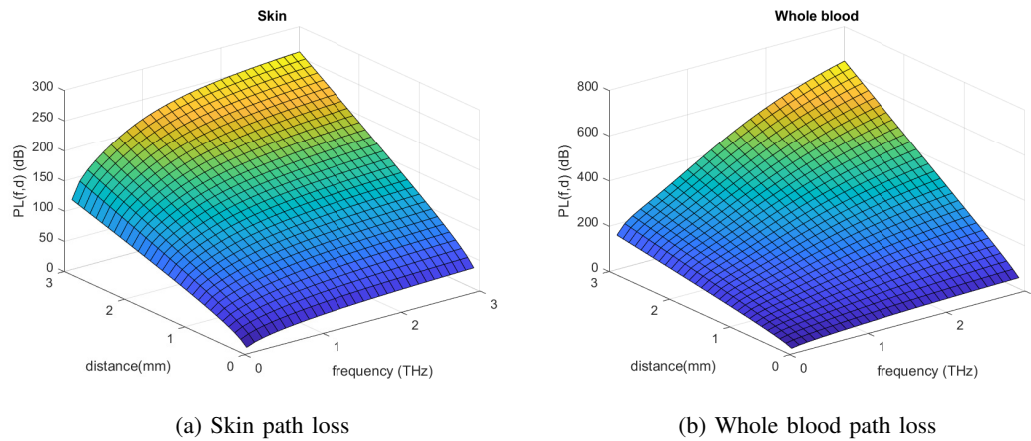 Skin
300
250
200
150
100
50
0
PL(f,d) (dB)
3
2
1
0
distance(mm)
0
1
2
3
frequency (THz)
(a) Skin path loss
Whole blood
800
600
400
200
0
PL(f,d) (dB)
3
2
1
0
distance(mm)
0
1
2
frequency (THz)
(b) Whole blood path loss